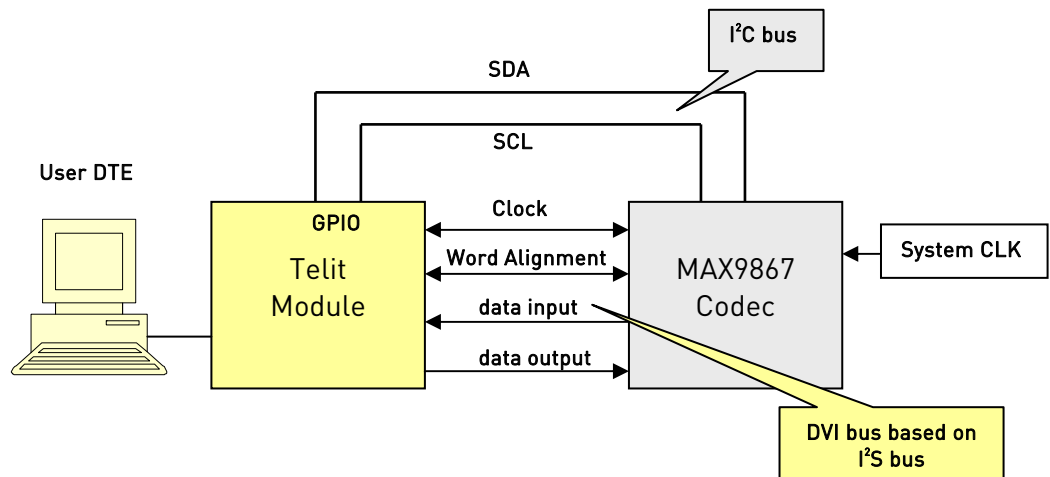 I²C bus
SDA
SCL
User DTE
GPIO
Telit
Module
Clock
Word Alignment
data input
data output
MAX9867
Codec
System CLK
DVI bus based on
I²S bus